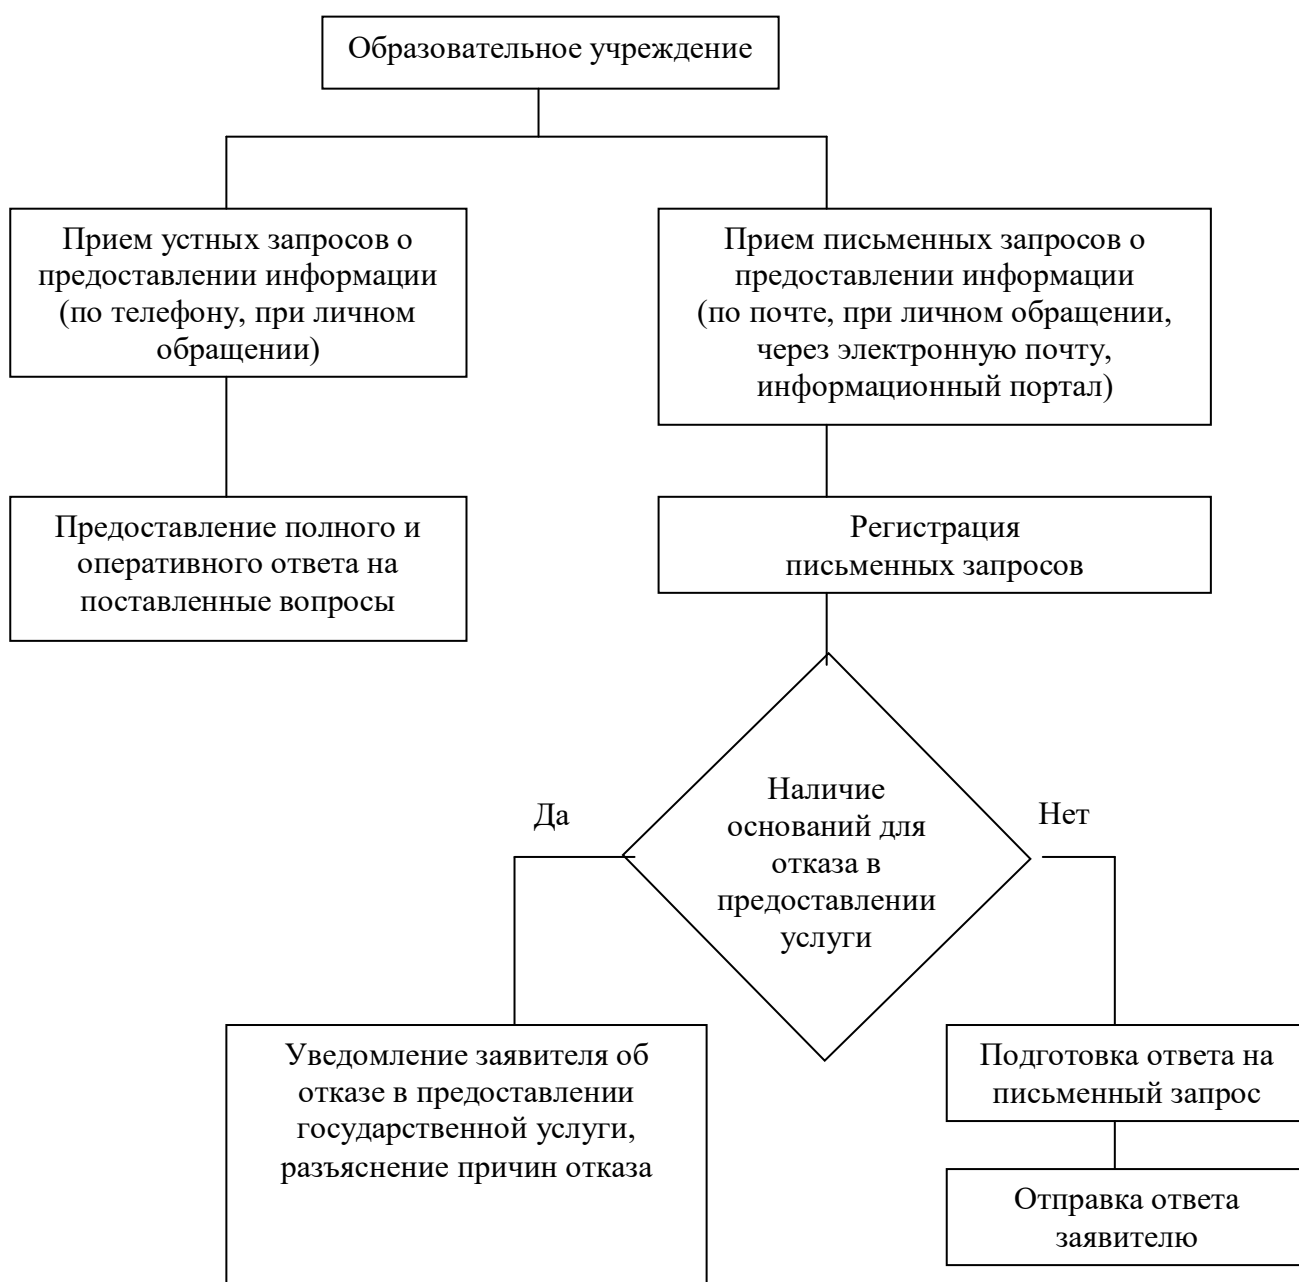 Образовательное учреждение
Прием устных запросов о
предоставлении информации
(по телефону, при личном
обращении)
Прием письменных запросов о
предоставлении информации
(по почте, при личном обращении,
через электронную почту,
информационный портал)
Предоставление полного и
оперативного ответа на
поставленные вопросы
Регистрация
письменных запросов
Наличие
оснований для
отказа в
предоставлении
услуги
Да
Нет
Уведомление заявителя об
отказе в предоставлении
государственной услуги,
разъяснение причин отказа
Подготовка ответа на
письменный запрос
Отправка ответа
заявителю